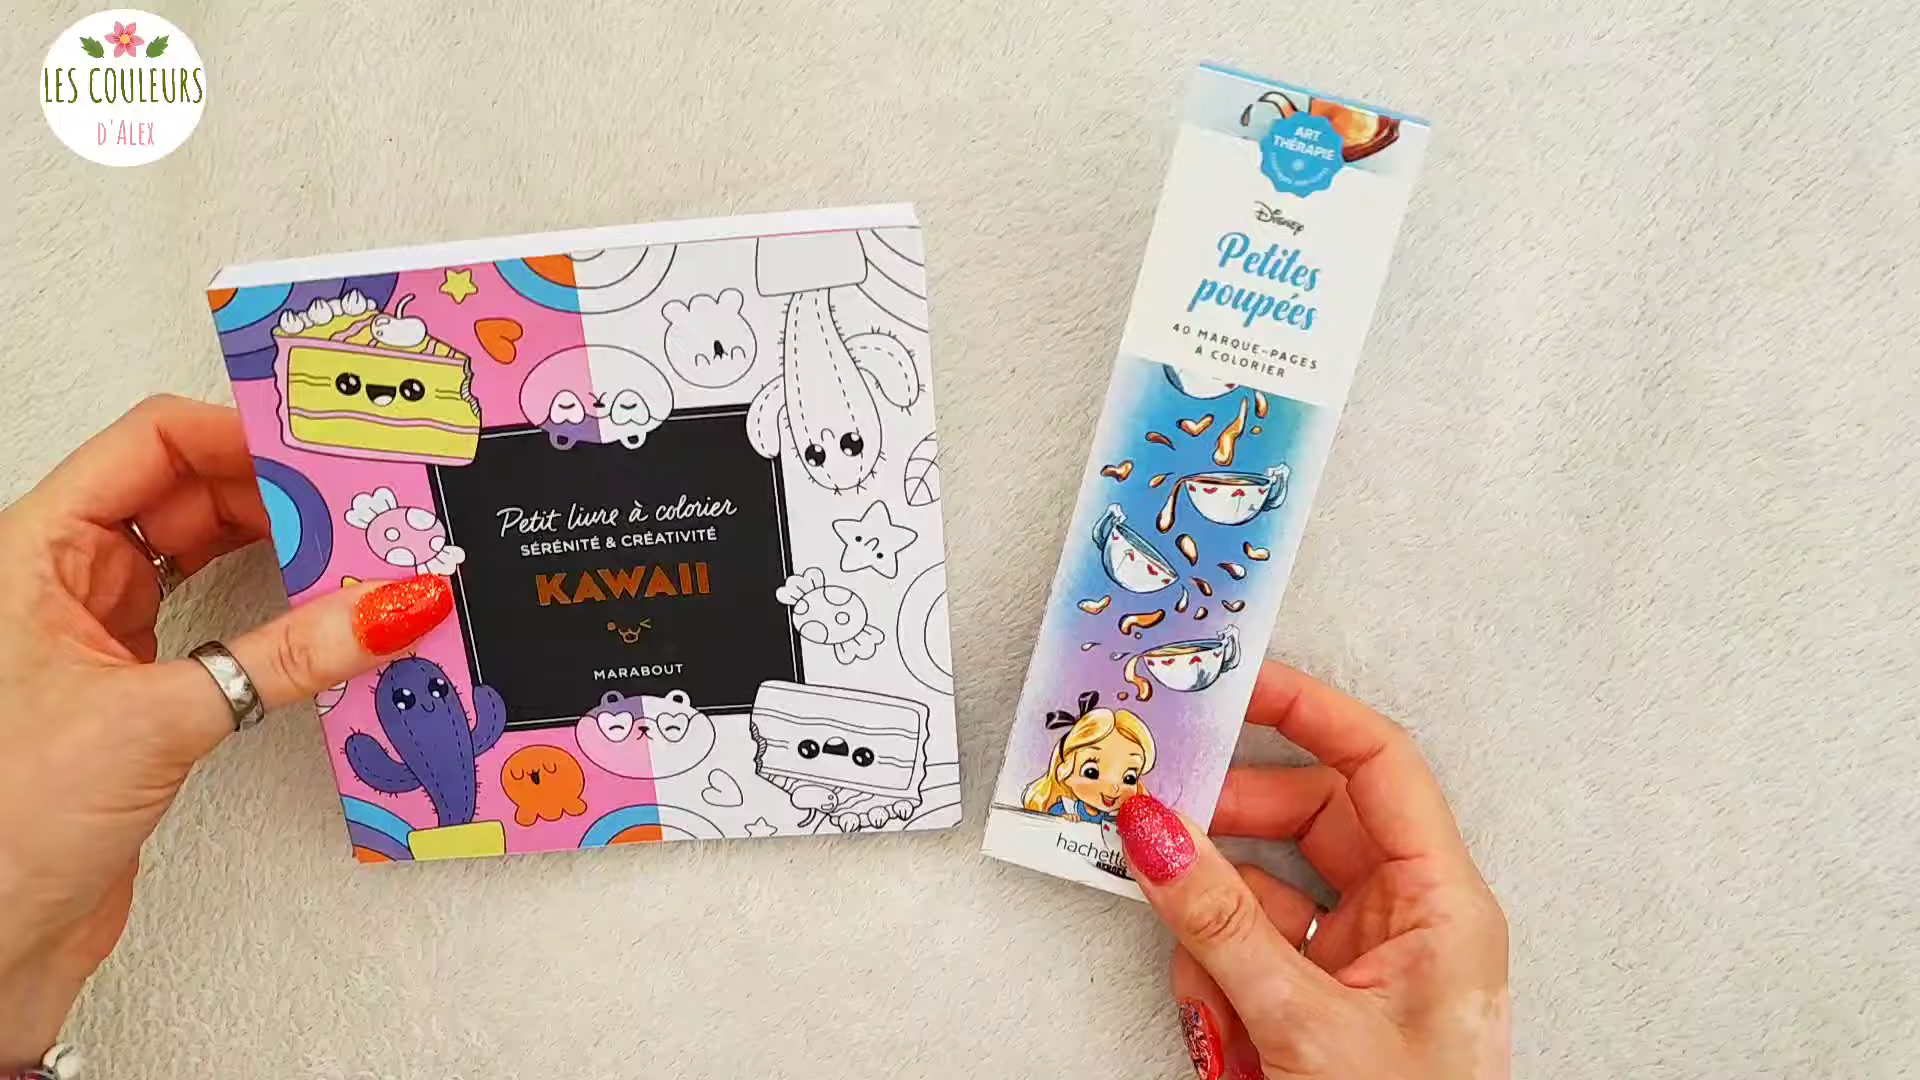 LES COULEURS
d'ALEX
Petit livre à colorier
SÉRÉNITÉ & CRÉATIVITÉ
KAWAII
MARABOUT
ART
THÉRAPIE
Disney
Petites
poupées
40 MARQUE-PAGES
À COLORIER
hachette